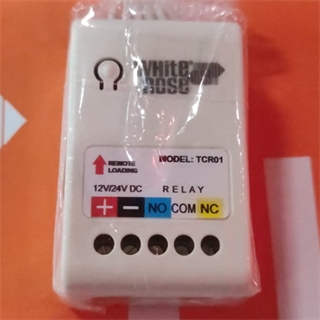 WHITE
ROSE
REMOTE
LOADING
MODEL: TCR01
12V/24V DC RELAY
+ - NO COM NC